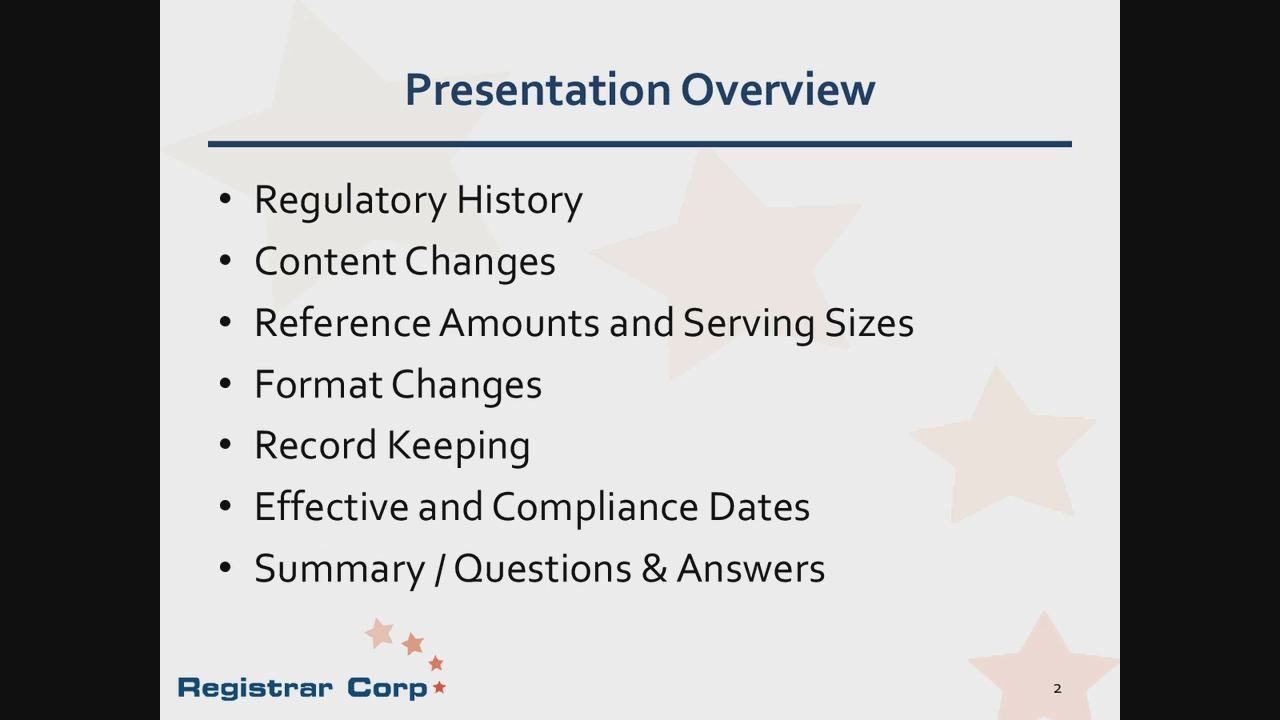 Presentation Overview
• Regulatory History
• Content Changes
• Reference Amounts and Serving Sizes
• Format Changes
• Record Keeping
• Effective and Compliance Dates
• Summary / Questions & Answers
Registrar Corp
2